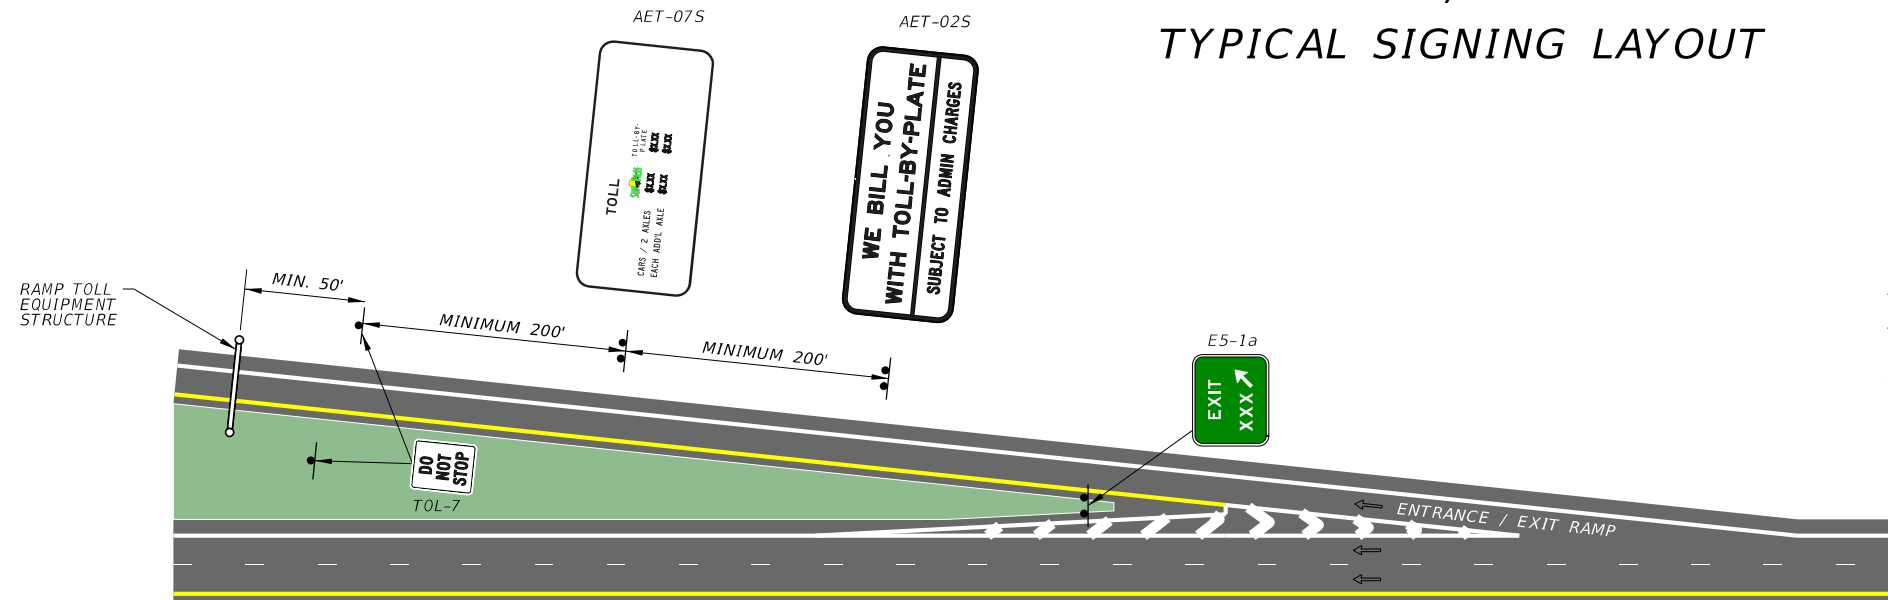 TYPICAL SIGNING LAYOUT
AET-07S
AET-02S
TOLL
TOLL-BY-
PLATE
CARS / 2 AXLES $X.XX $X.XX
EACH ADD'L AXLE $X.XX $X.XX
WE BILL YOU
WITH TOLL-BY-PLATE
SUBJECT TO ADMIN CHARGES
RAMP TOLL
EQUIPMENT
STRUCTURE
MIN. 50'
MINIMUM 200'
MINIMUM 200'
E5-1a
EXIT
XXX
DO
NOT
STOP
TOL-7
ENTRANCE / EXIT RAMP